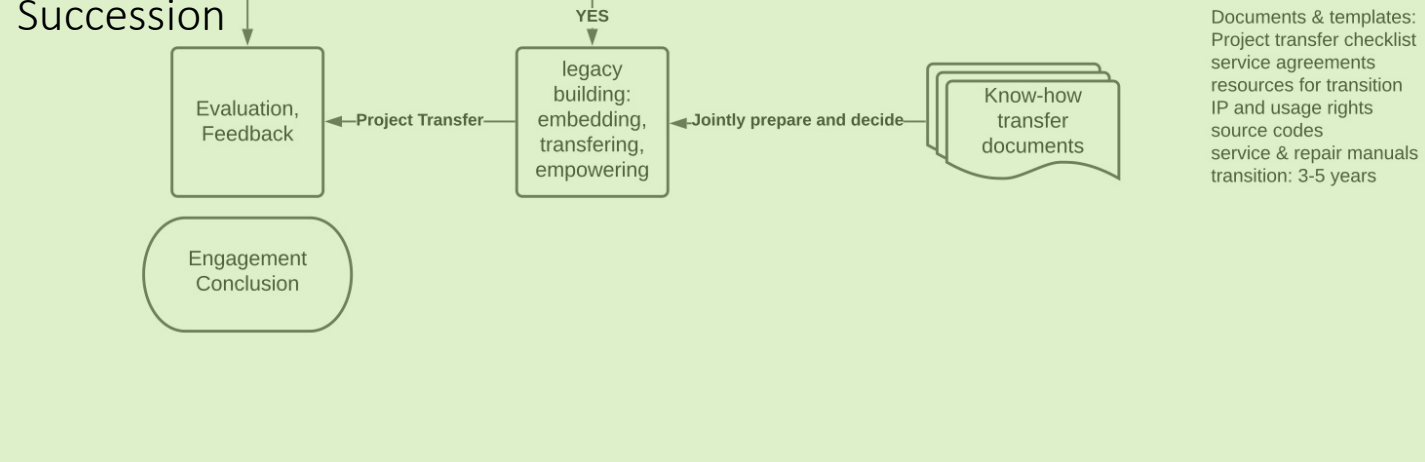 Succession
YES
Evaluation,
Feedback
Project Transfer
legacy
building:
embedding,
transfering,
empowering
Jointly prepare and decide
Know-how
transfer
documents
Documents & templates:
Project transfer checklist
service agreements
resources for transition
IP and usage rights
source codes
service & repair manuals
transition: 3-5 years
Engagement
Conclusion